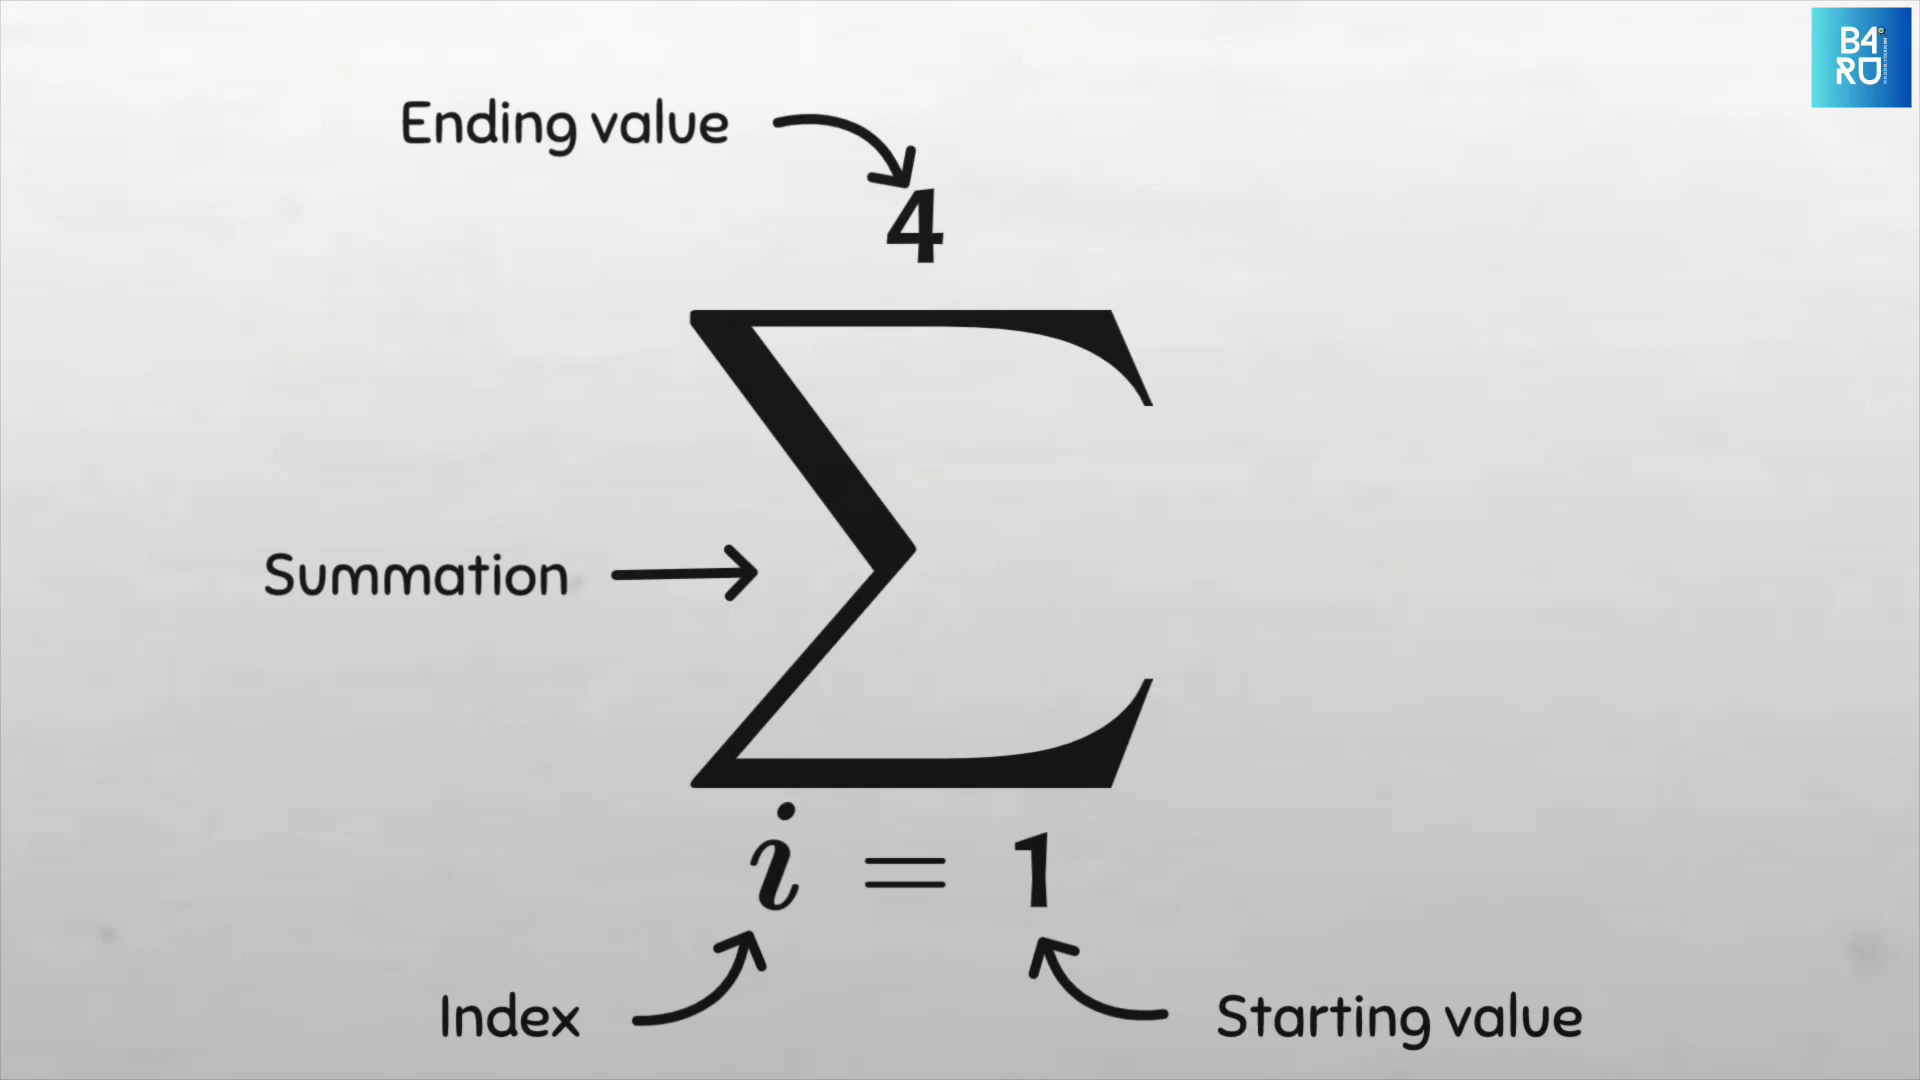 B4
RU
Ending value
4
Summation
∑
i = 1
Index
Starting value